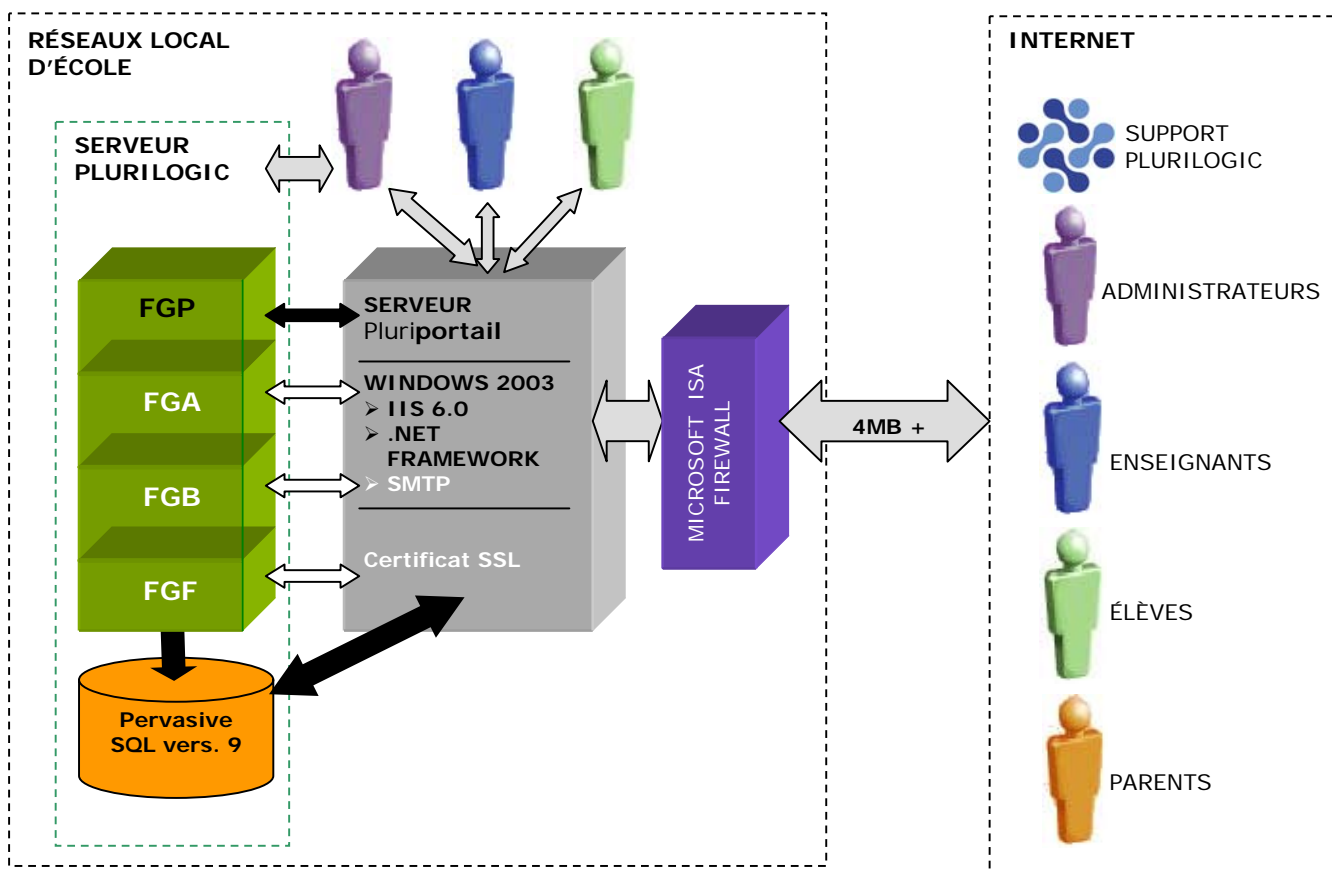 RÉSEAUX LOCAL
D'ÉCOLE
SERVEUR
PLURILOGIC
FGP
FGA
FGB
FGF
Pervasive
SQL vers. 9
SERVEUR
Pluriportail
WINDOWS 2003
➢ IIS 6.0
➢ .NET
FRAMEWORK
➢ SMTP
Certificat SSL
MICROSOFT ISA
FIREWALL
4MB +
INTERNET
SUPPORT
PLURILOGIC
ADMINISTRATEURS
ENSEIGNANTS
ÉLÈVES
PARENTS